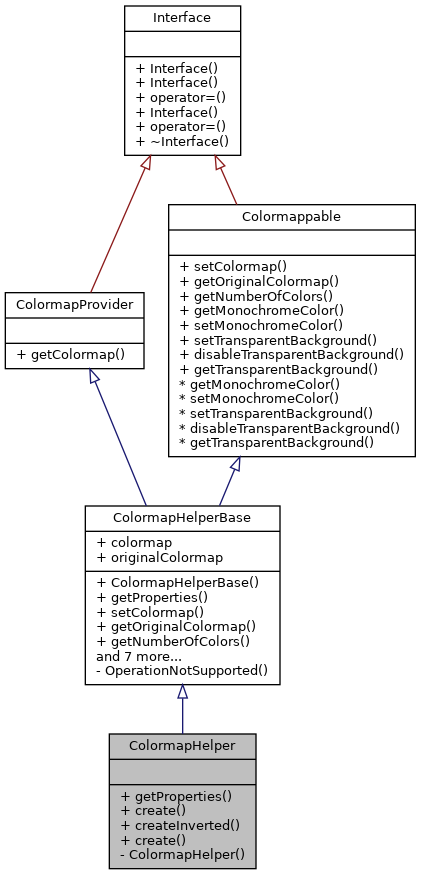 Interface
+ Interface()
+ Interface()
+ operator=()
+ Interface()
+ operator=()
+ ~Interface()
Colormappable
+ setColormap()
+ getOriginalColormap()
+ getNumberOfColors()
+ getMonochromeColor()
+ setMonochromeColor()
+ setTransparentBackground()
+ disableTransparentBackground()
+ getTransparentBackground()
* getMonochromeColor()
* setMonochromeColor()
* setTransparentBackground()
* disableTransparentBackground()
* getTransparentBackground()
ColormapProvider
+ getColormap()
ColormapHelperBase
+ colormap
+ originalColormap
+ ColormapHelperBase()
+ getProperties()
+ setColormap()
+ getOriginalColormap()
+ getNumberOfColors()
and 7 more...
- OperationNotSupported()
ColormapHelper
+ getProperties()
+ create()
+ createInverted()
+ create()
- ColormapHelper()